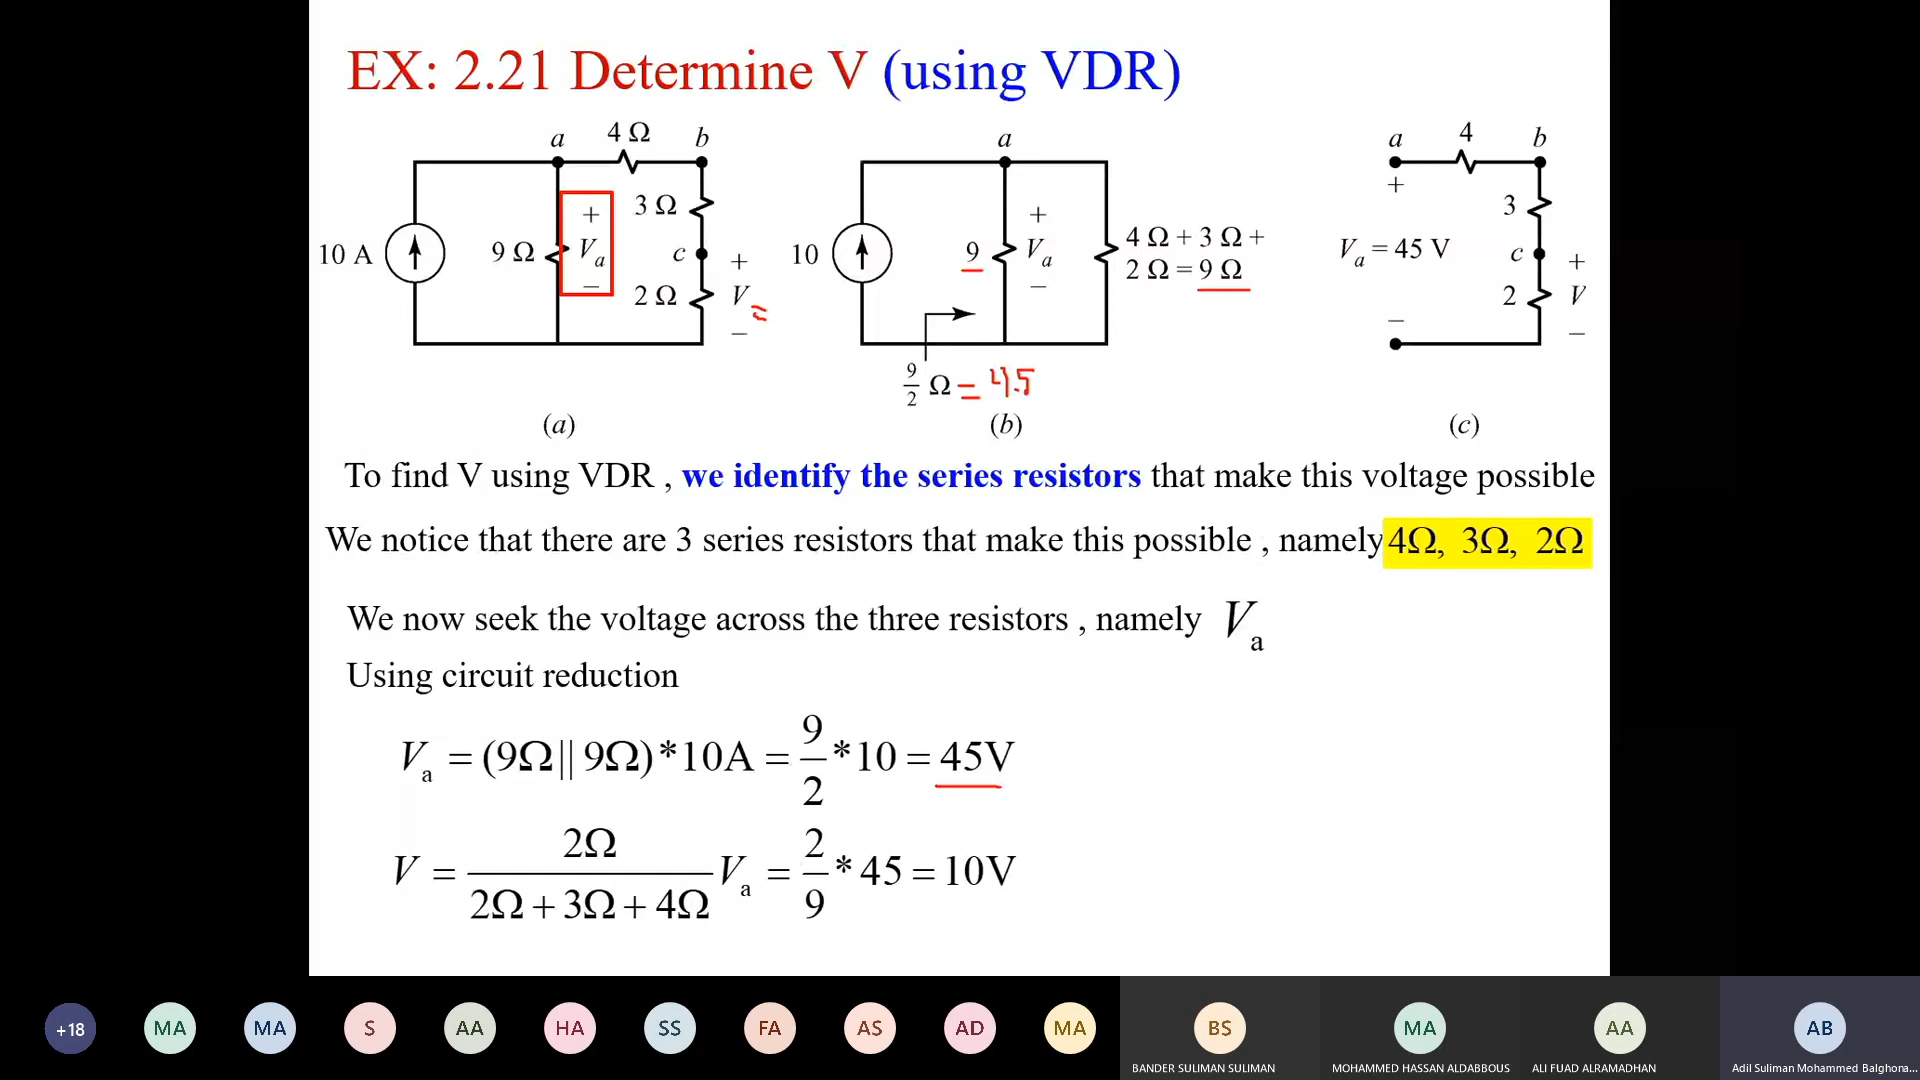 EX: 2.21 Determine V (using VDR)
a 4 Ω b
10 A 9 Ω + Va − 3 Ω c 2 Ω + V −
(a)
a
10 9 + Va − 4 Ω + 3 Ω +
2 Ω = 9 Ω
9/2 Ω = 4.5
(b)
a 4 b
+ Va = 45 V − 3 c 2 + V −
(c)
To find V using VDR , we identify the series resistors that make this voltage possible
We notice that there are 3 series resistors that make this possible , namely 4Ω, 3Ω, 2Ω
We now seek the voltage across the three resistors , namely Va
Using circuit reduction
Va = (9Ω || 9Ω)*10A = 9/2 *10 = 45V
V = 2Ω/(2Ω + 3Ω + 4Ω) Va = 2/9 * 45 = 10V
+18 MA MA S AA HA SS FA AS AD MA BS MA AA AB
BANDER SULIMAN SULIMAN MOHAMMED HASSAN ALDABBOUS ALI FUAD ALRAMADHAN Adil Suliman Mohammed Balghona...